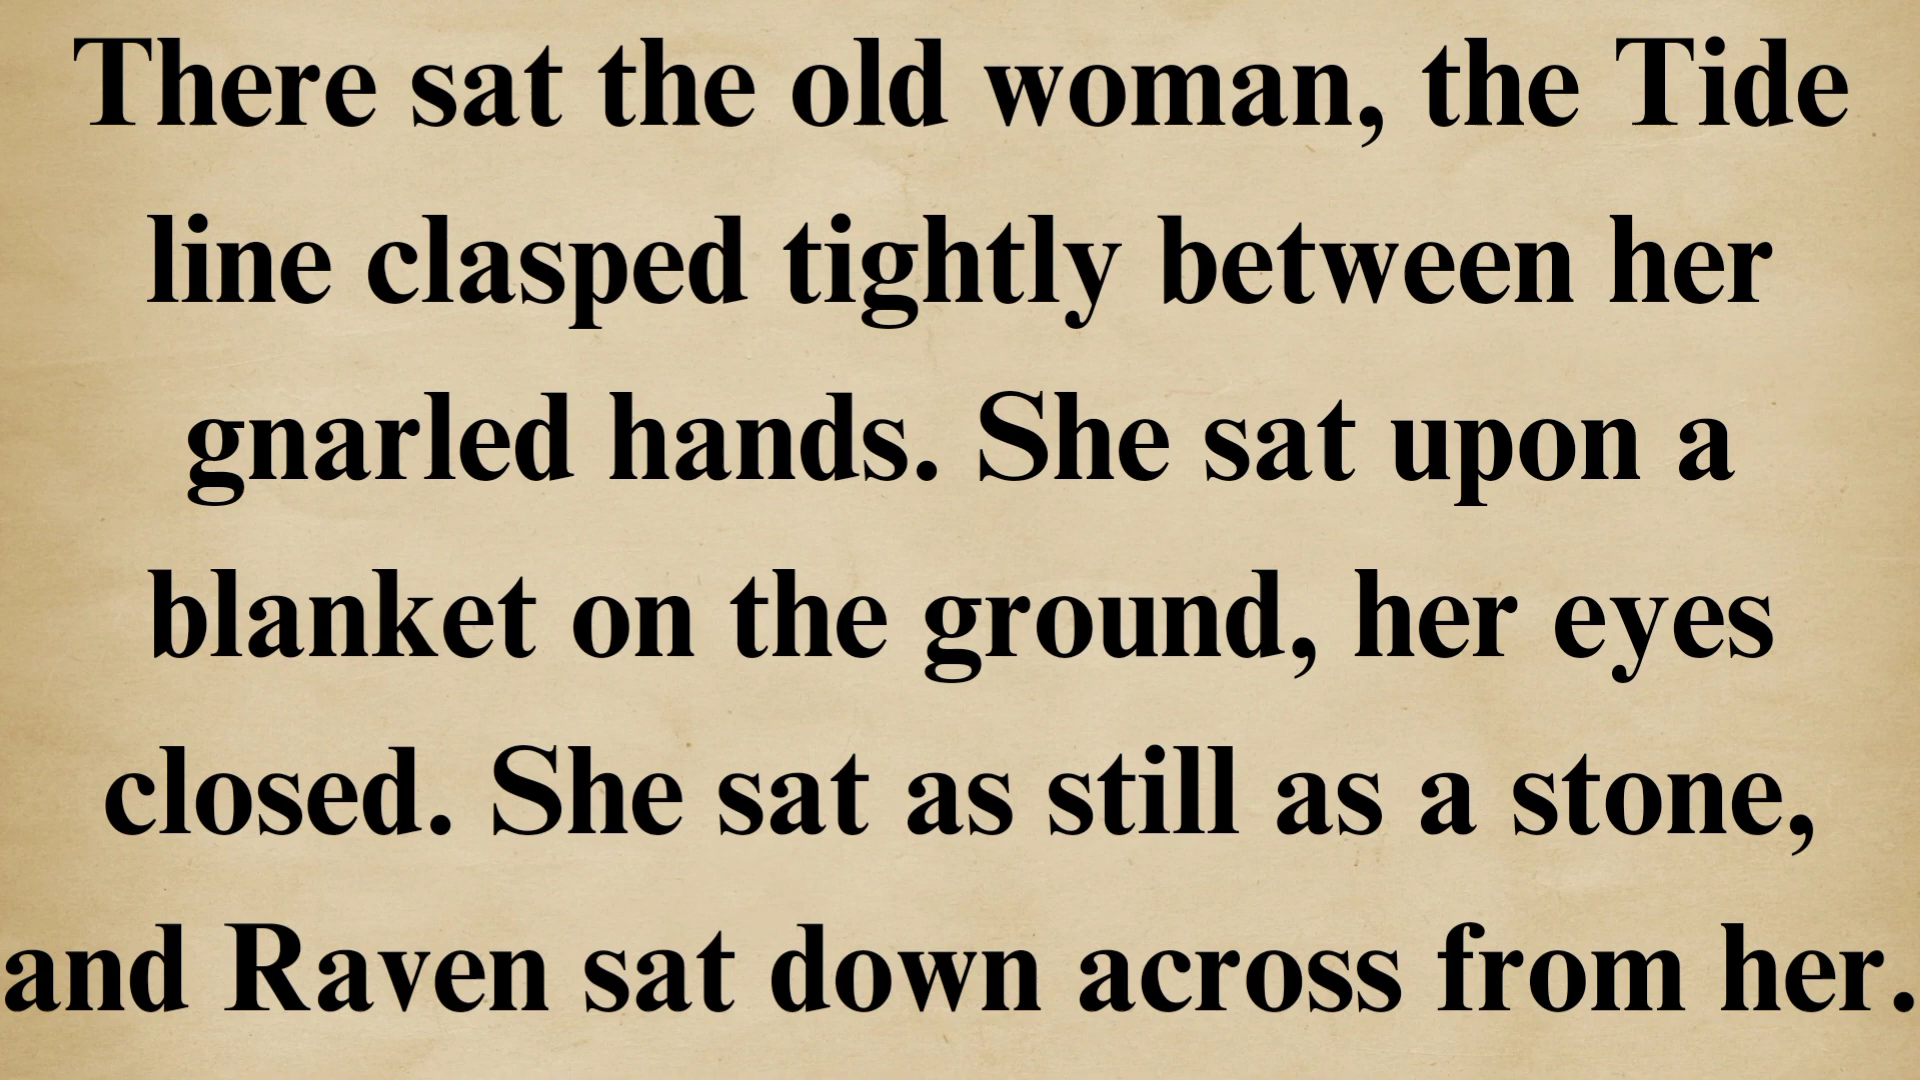 There sat the old woman, the Tide
line clasped tightly between her
gnarled hands. She sat upon a
blanket on the ground, her eyes
closed. She sat as still as a stone,
and Raven sat down across from her.